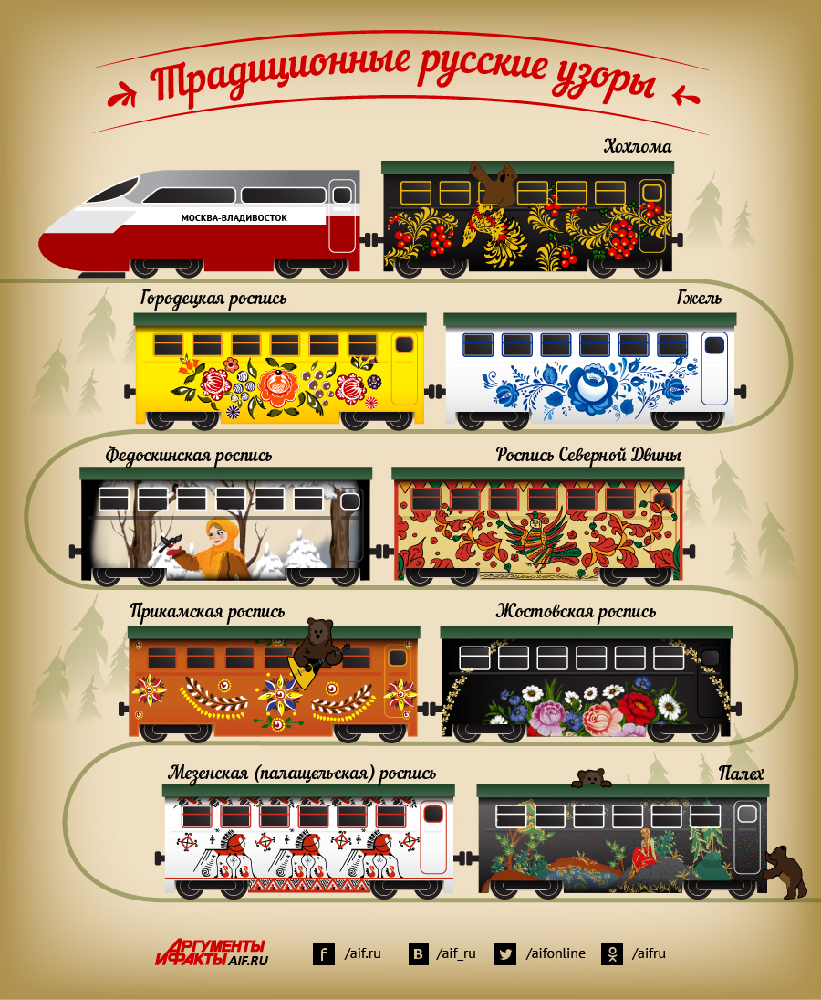 Традиционные русские узоры
Хохлома
МОСКВА-ВЛАДИВОСТОК
Городецкая роспись
Гжель
Федоскинская роспись
Роспись Северной Двины
Прикамская роспись
Жостовская роспись
Мезенская (палащельская) роспись
Палех
АРГУМЕНТЫ
И ФАКТЫ AIF.RU
f /aif.ru
B /aif_ru
/aifonline
/aifru